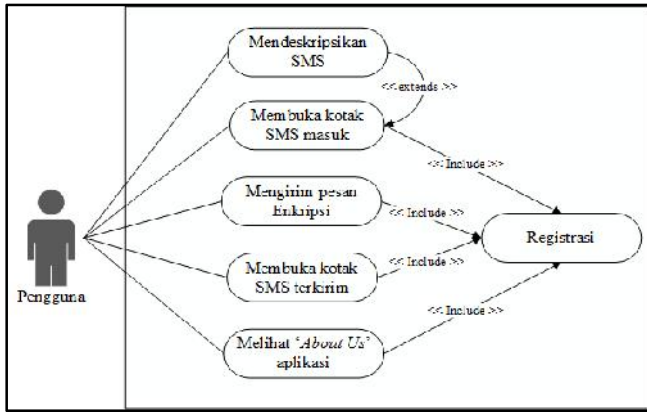 Mendeskripsikan
SMS
<< extends >>
Membuka kotak
SMS masuk
<< Include >>
Mengirim pesan
Enkripsi
<< Include >>
Registrasi
Pengguna
Membuka kotak
SMS terkirim
<< Include >>
<< Include >>
Melihat ‘About Us’
aplikasi